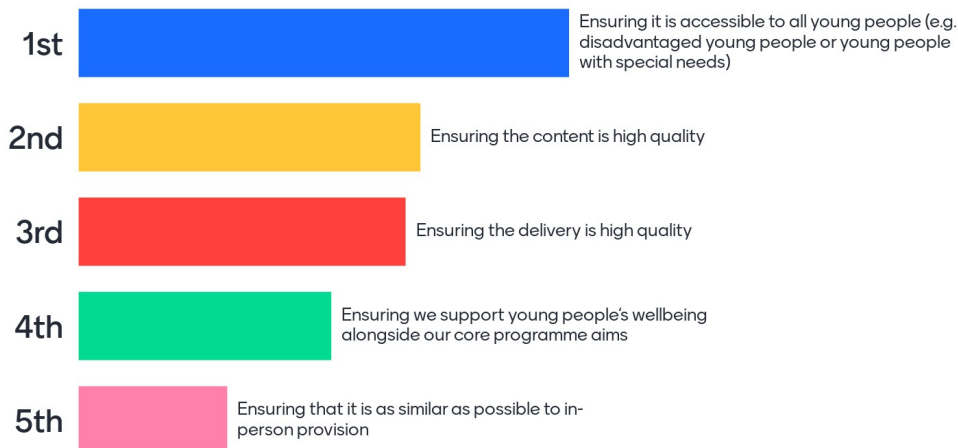 1st
Ensuring it is accessible to all young people (e.g.
disadvantaged young people or young people
with special needs)
2nd
Ensuring the content is high quality
3rd
Ensuring the delivery is high quality
4th
Ensuring we support young people's wellbeing
alongside our core programme aims
5th
Ensuring that it is as similar as possible to in-
person provision